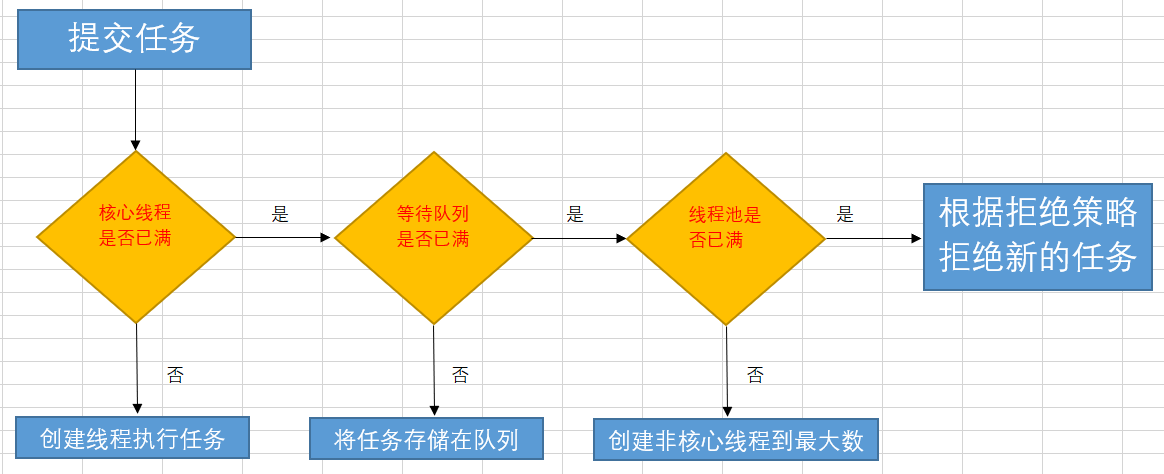 提交任务
核心线程
是否已满
是
等待队列
是否已满
是
线程池是
否已满
是
根据拒绝策略
拒绝新的任务
否
否
否
创建线程执行任务
将任务存储在队列
创建非核心线程到最大数